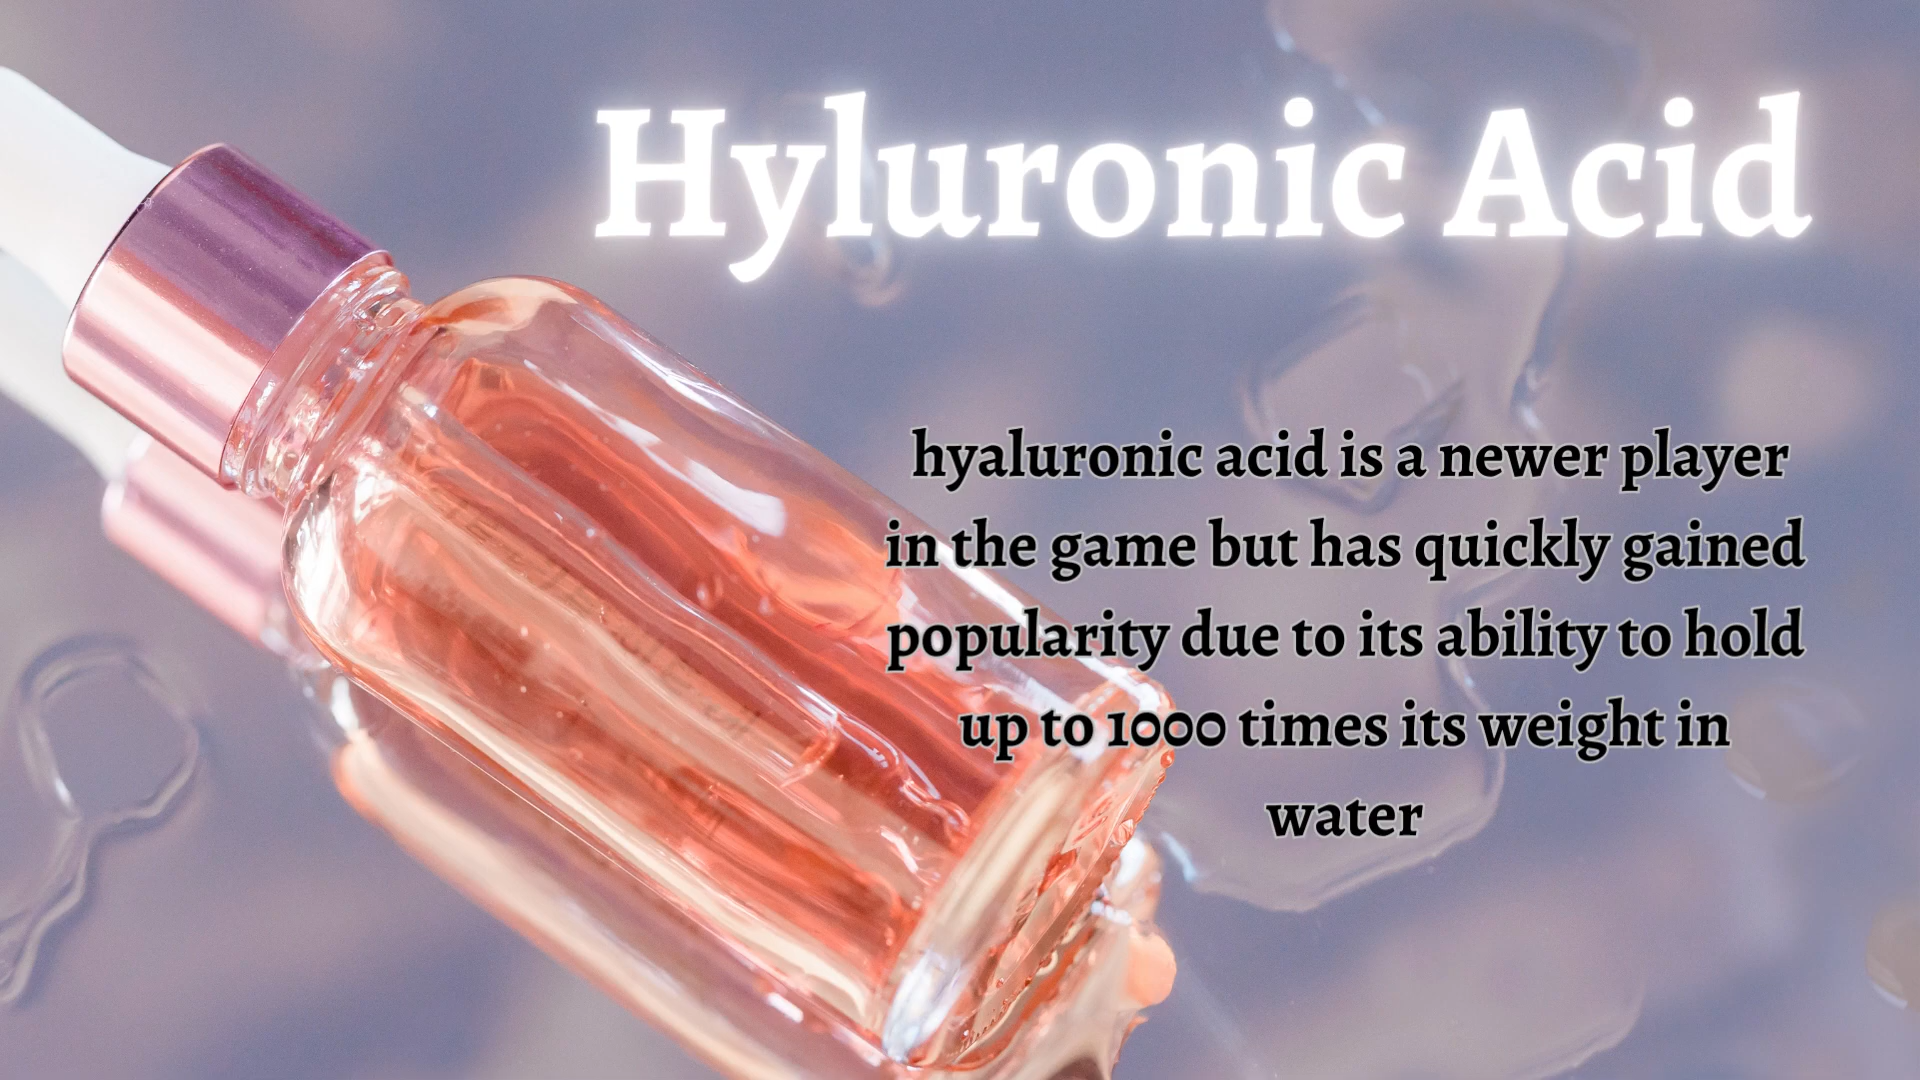 Hyluronic Acid
hyaluronic acid is a newer player
in the game but has quickly gained
popularity due to its ability to hold
up to 1000 times its weight in
water